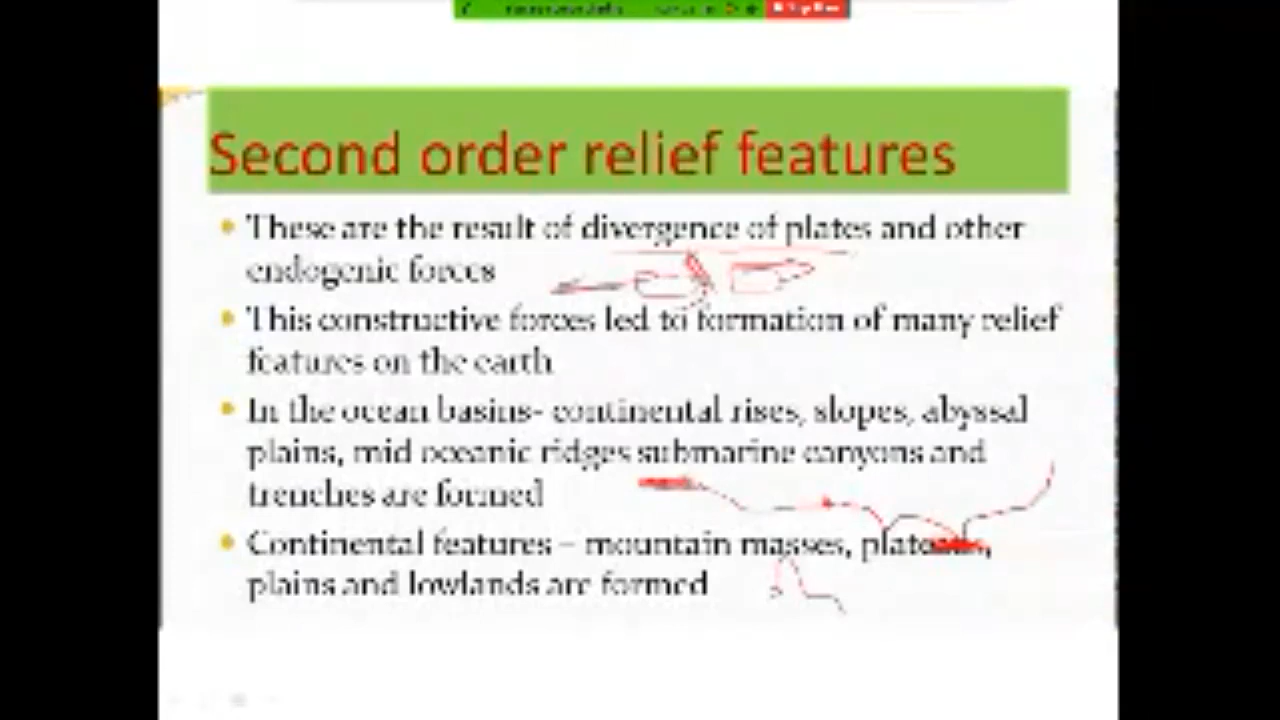 Second order relief features
These are the result of divergence of plates and other
endogenic forces
This constructive forces led to formation of many relief
features on the earth
In the ocean basins- continental rises, slopes, abyssal
plains, mid oceanic ridges submarine canyons and
trenches are formed
Continental features – mountain masses, plateaus,
plains and lowlands are formed